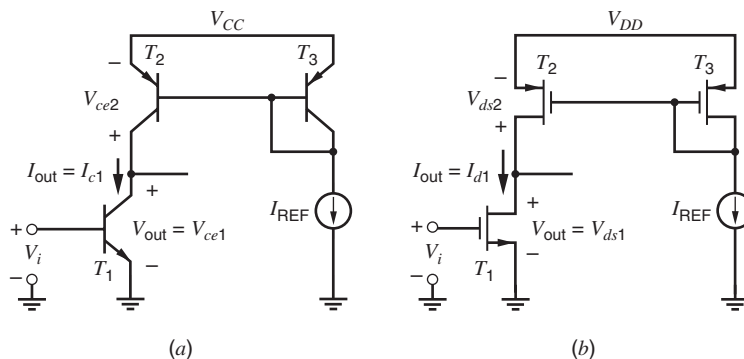 V_CC
T_2
T_3
−
V_ce2
+
I_out = I_c1
+
I_REF
+
V_out = V_ce1
V_i
T_1
−
−
(a)
V_DD
T_2
T_3
−
V_ds2
+
I_out = I_d1
+
I_REF
+
V_out = V_ds1
V_i
−
T_1
−
(b)